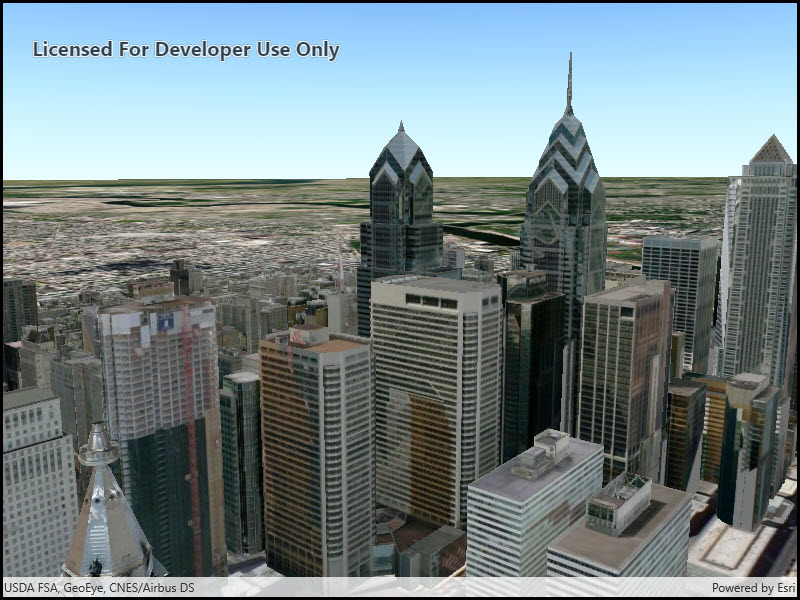 Licensed For Developer Use Only
USDA FSA, GeoEye, CNES/Airbus DS
Powered by Esri